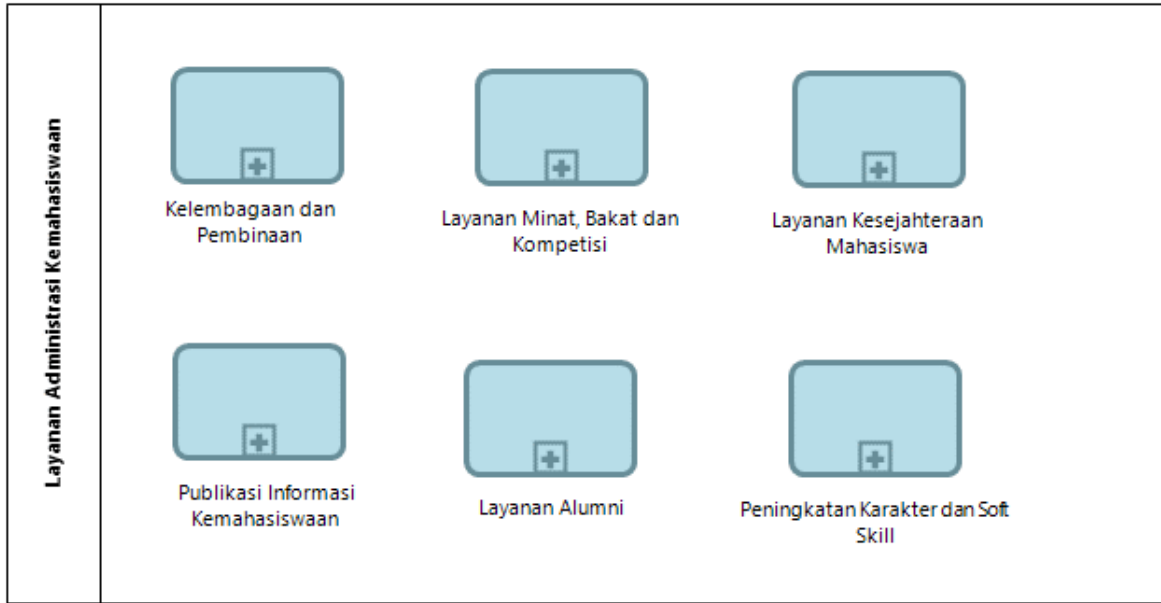 Layanan Administrasi Kemahasiswaan
Kelembagaan dan
Pembinaan
Layanan Minat, Bakat dan
Kompetisi
Layanan Kesejahteraan
Mahasiswa
Publikasi Informasi
Kemahasiswaan
Layanan Alumni
Peningkatan Karakter dan Soft
Skill